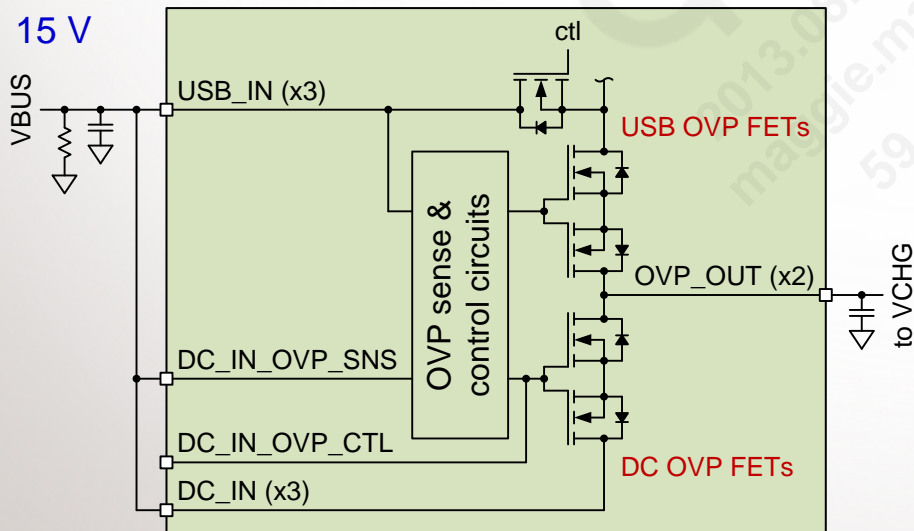 15 V
ctl
VBUS
USB_IN (x3)
USB OVP FETs
OVP sense &
control circuits
OVP_OUT (x2)
to VCHG
DC_IN_OVP_SNS
DC_IN_OVP_CTL
DC OVP FETs
DC_IN (x3)